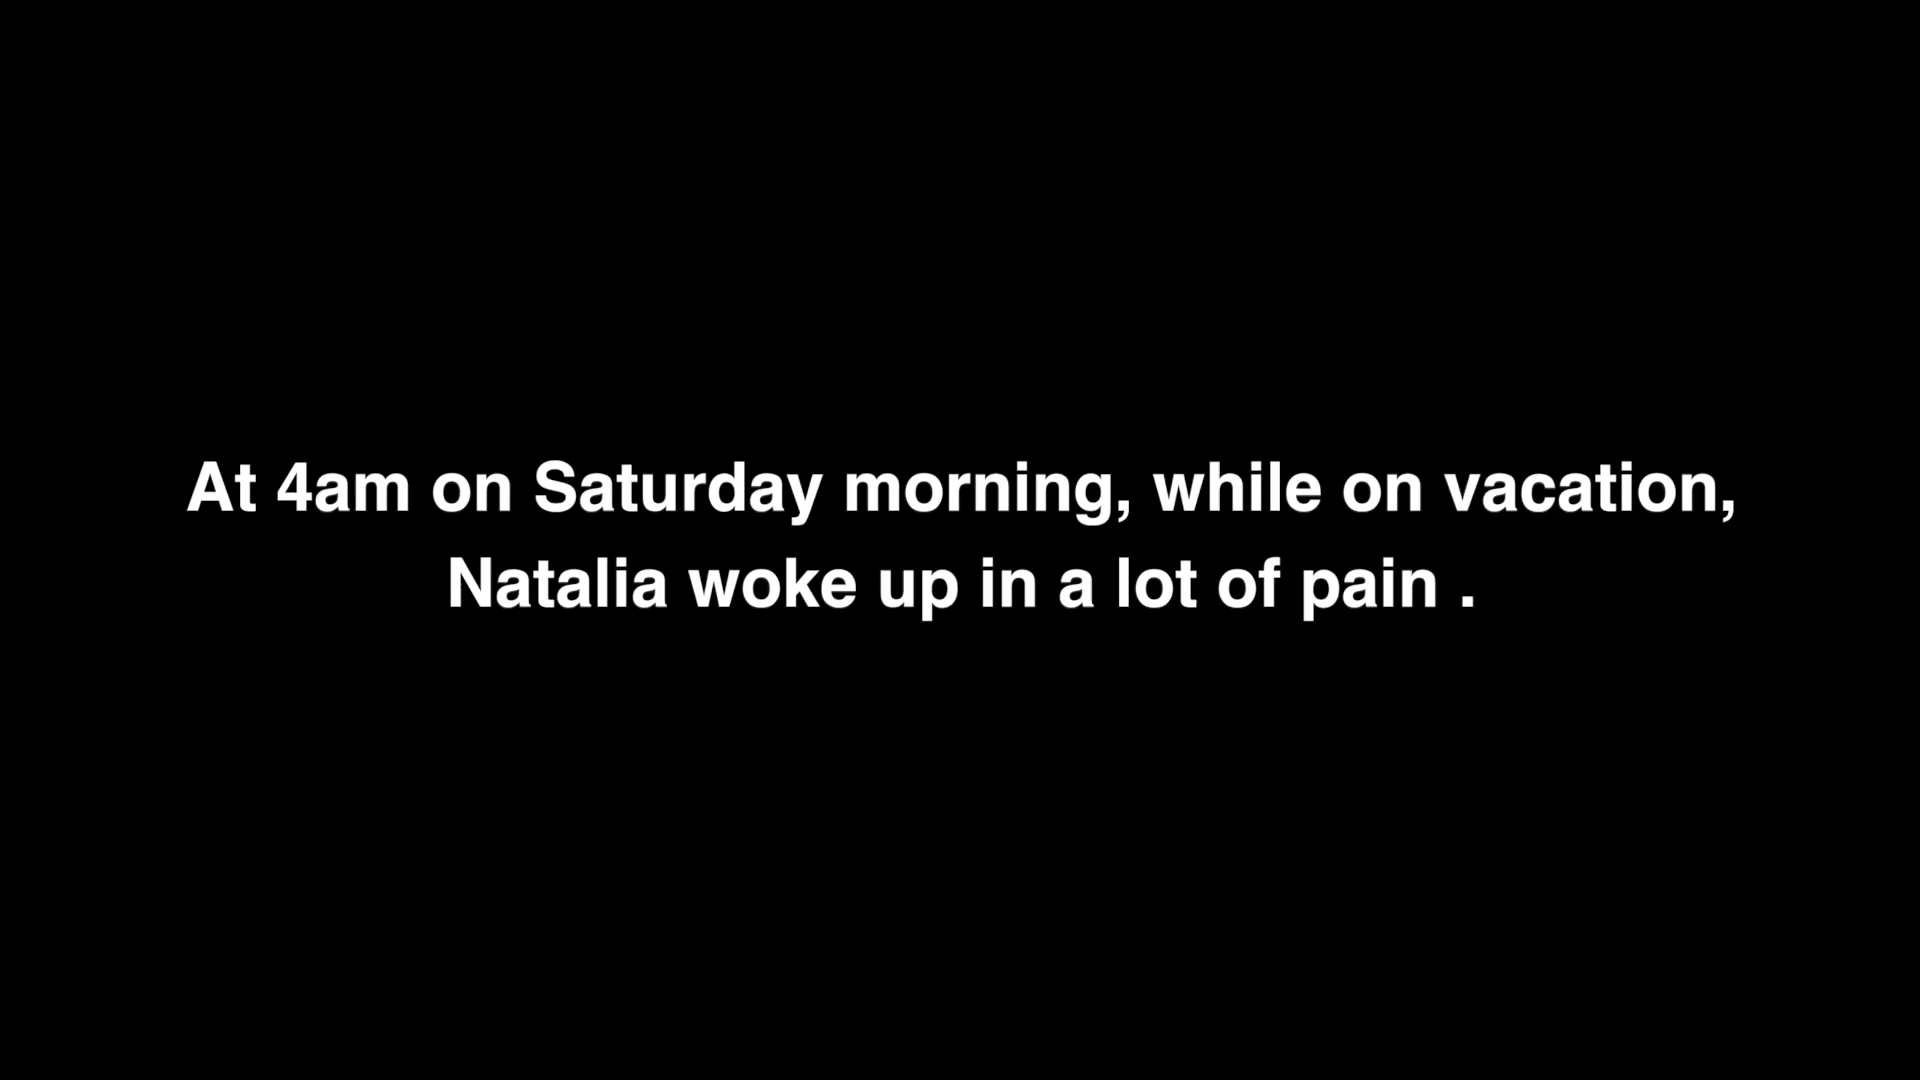 At 4am on Saturday morning, while on vacation,
Natalia woke up in a lot of pain .